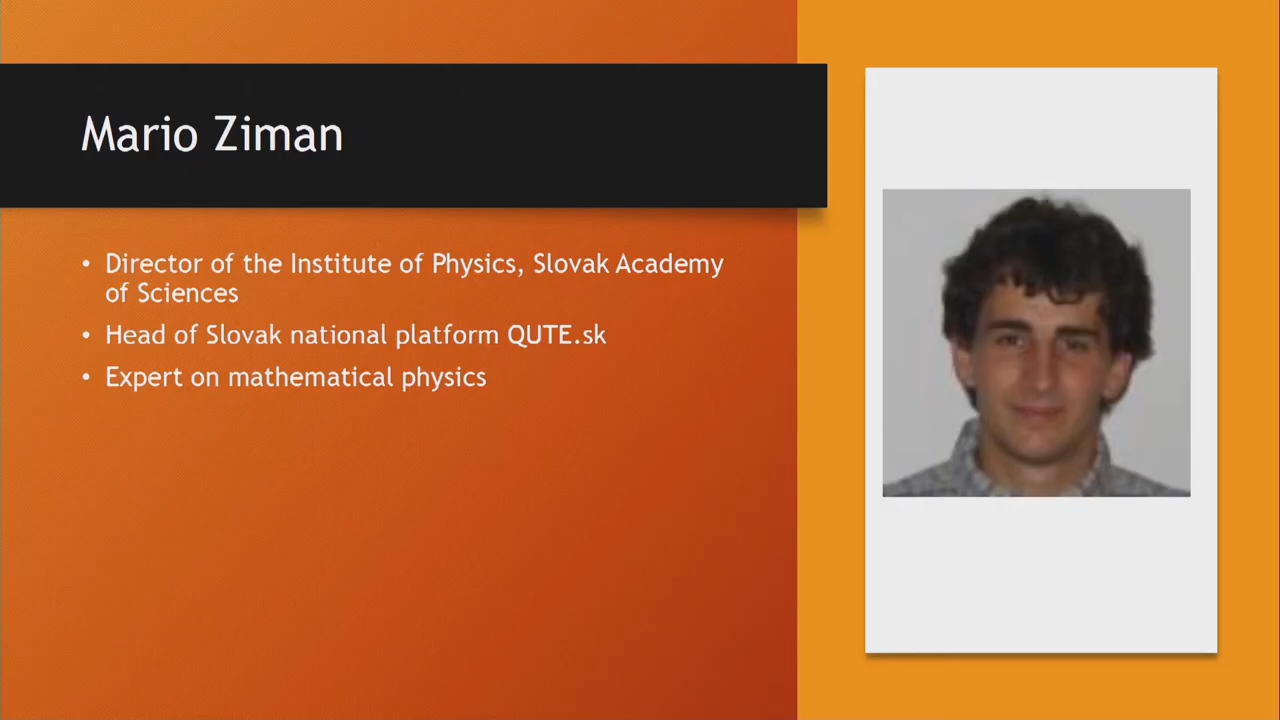 Mario Ziman
• Director of the Institute of Physics, Slovak Academy
of Sciences
• Head of Slovak national platform QUTE.sk
• Expert on mathematical physics